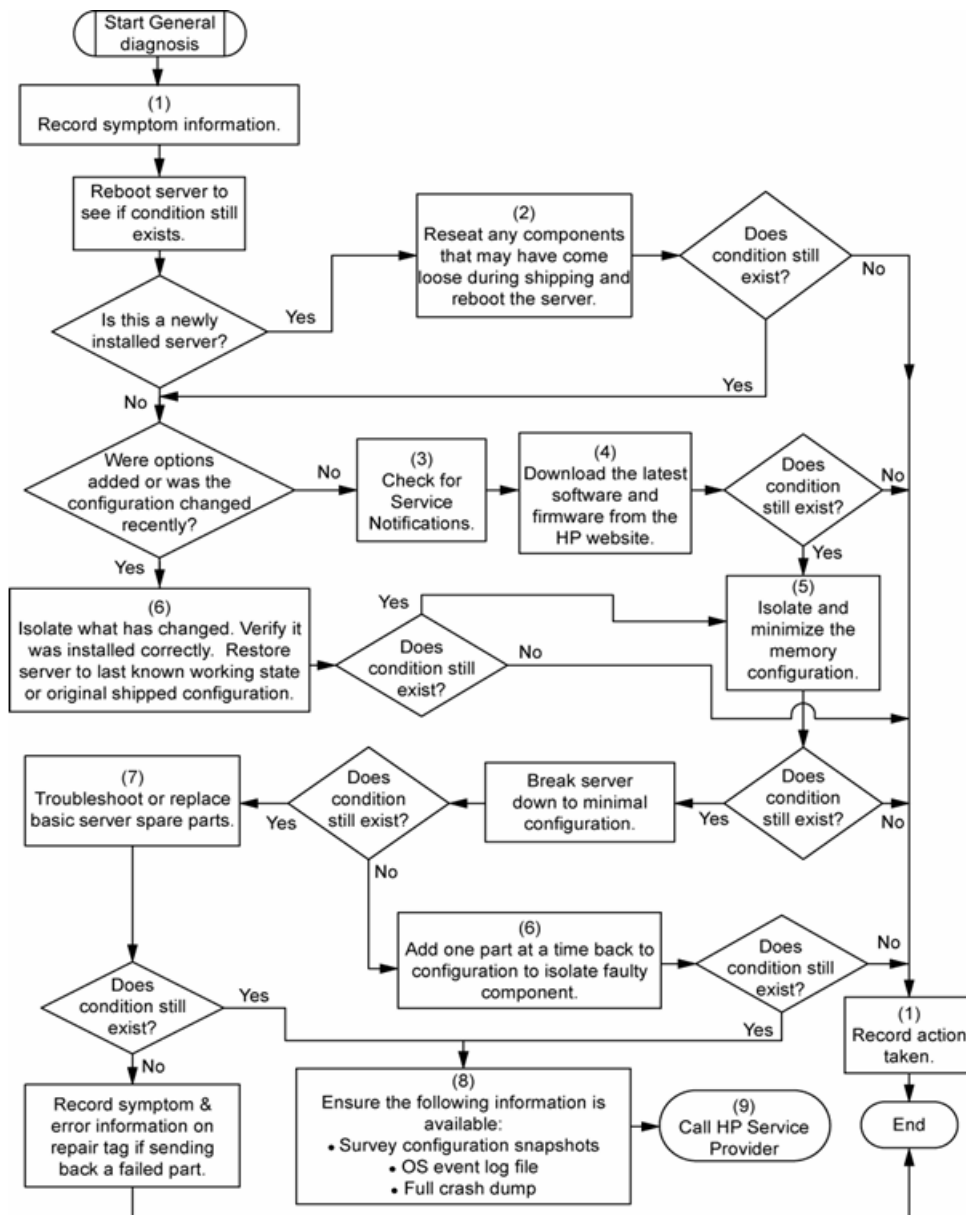 Start General
diagnosis
(1)
Record symptom information.
Reboot server to
see if condition still
exists.
(2)
Reseat any components
that may have come
loose during shipping and
reboot the server.
Does
condition still
exist?
No
Is this a newly
installed server?
Yes
Yes
No
Were options
added or was the
configuration changed
recently?
No
(3)
Check for
Service
Notifications.
(4)
Download the latest
software and
firmware from the
HP website.
Does
condition
still exist?
No
Yes
Yes
(6)
Isolate what has changed. Verify it
was installed correctly. Restore
server to last known working state
or original shipped configuration.
Yes
Does
condition still
exist?
No
(5)
Isolate and
minimize the
memory
configuration.
(7)
Troubleshoot or replace
basic server spare parts.
Yes
Does
condition
still exist?
No
Break server
down to minimal
configuration.
Yes
Does
condition
still exist?
No
(6)
Add one part at a time back to
configuration to isolate faulty
component.
Does
condition still
exist?
No
Yes
Does
condition still
exist?
Yes
No
(1)
Record action
taken.
Record symptom &
error information on
repair tag if sending
back a failed part.
(8)
Ensure the following information is
available:
• Survey configuration snapshots
• OS event log file
• Full crash dump
(9)
Call HP Service
Provider
End